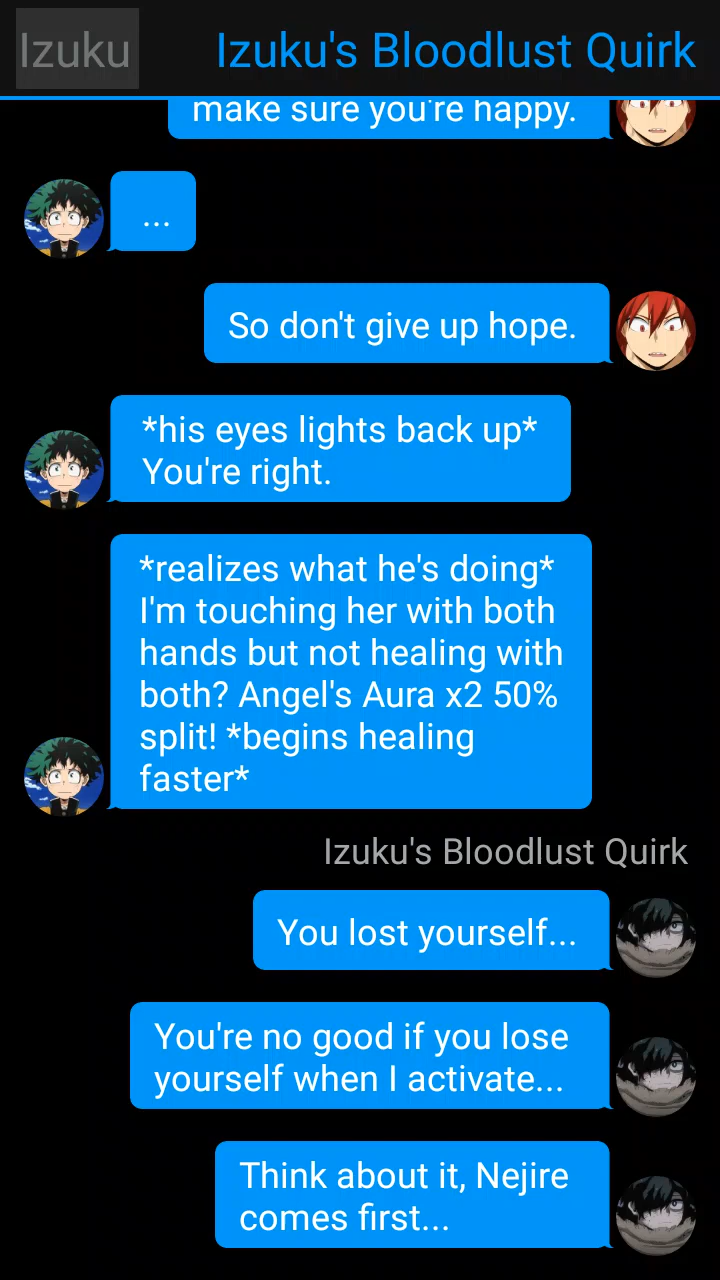 Izuku
Izuku's Bloodlust Quirk
make sure you're happy.
...
So don't give up hope.
*his eyes lights back up*
You're right.
*realizes what he's doing*
I'm touching her with both
hands but not healing with
both? Angel's Aura x2 50%
split! *begins healing
faster*
Izuku's Bloodlust Quirk
You lost yourself...
You're no good if you lose
yourself when I activate...
Think about it, Nejire
comes first...